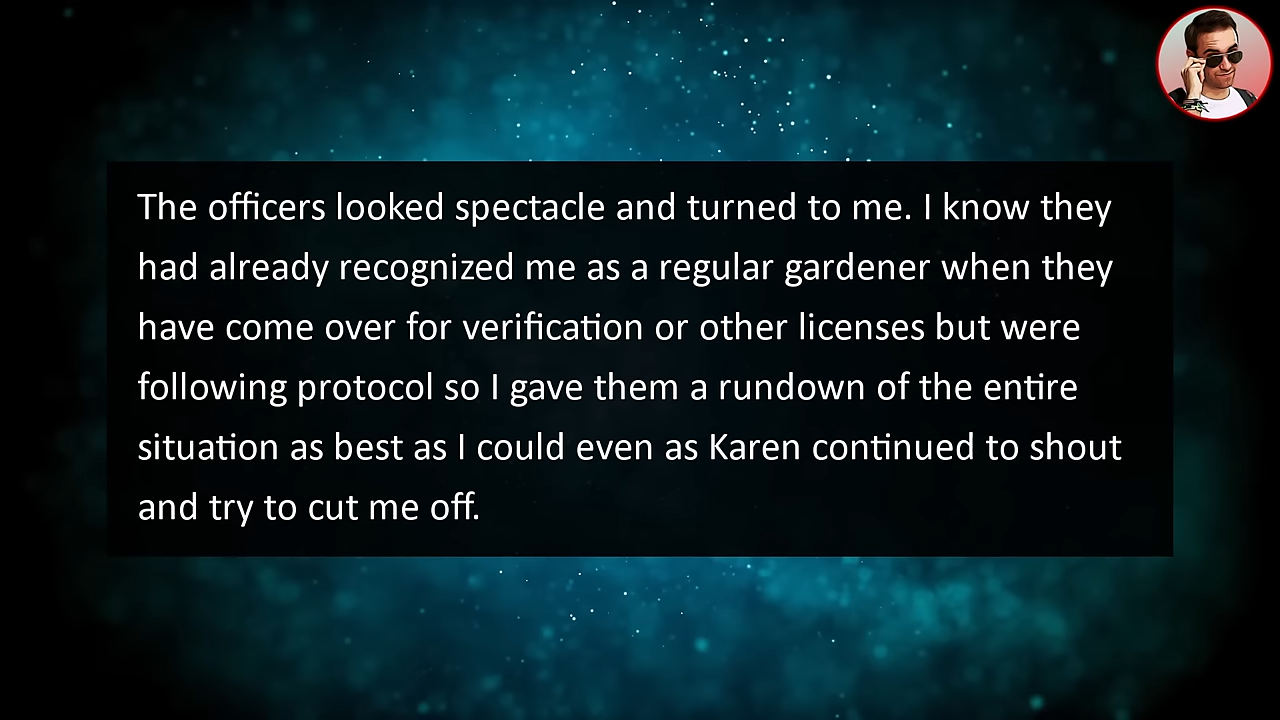 The officers looked spectacle and turned to me. I know they
had already recognized me as a regular gardener when they
have come over for verification or other licenses but were
following protocol so I gave them a rundown of the entire
situation as best as I could even as Karen continued to shout
and try to cut me off.